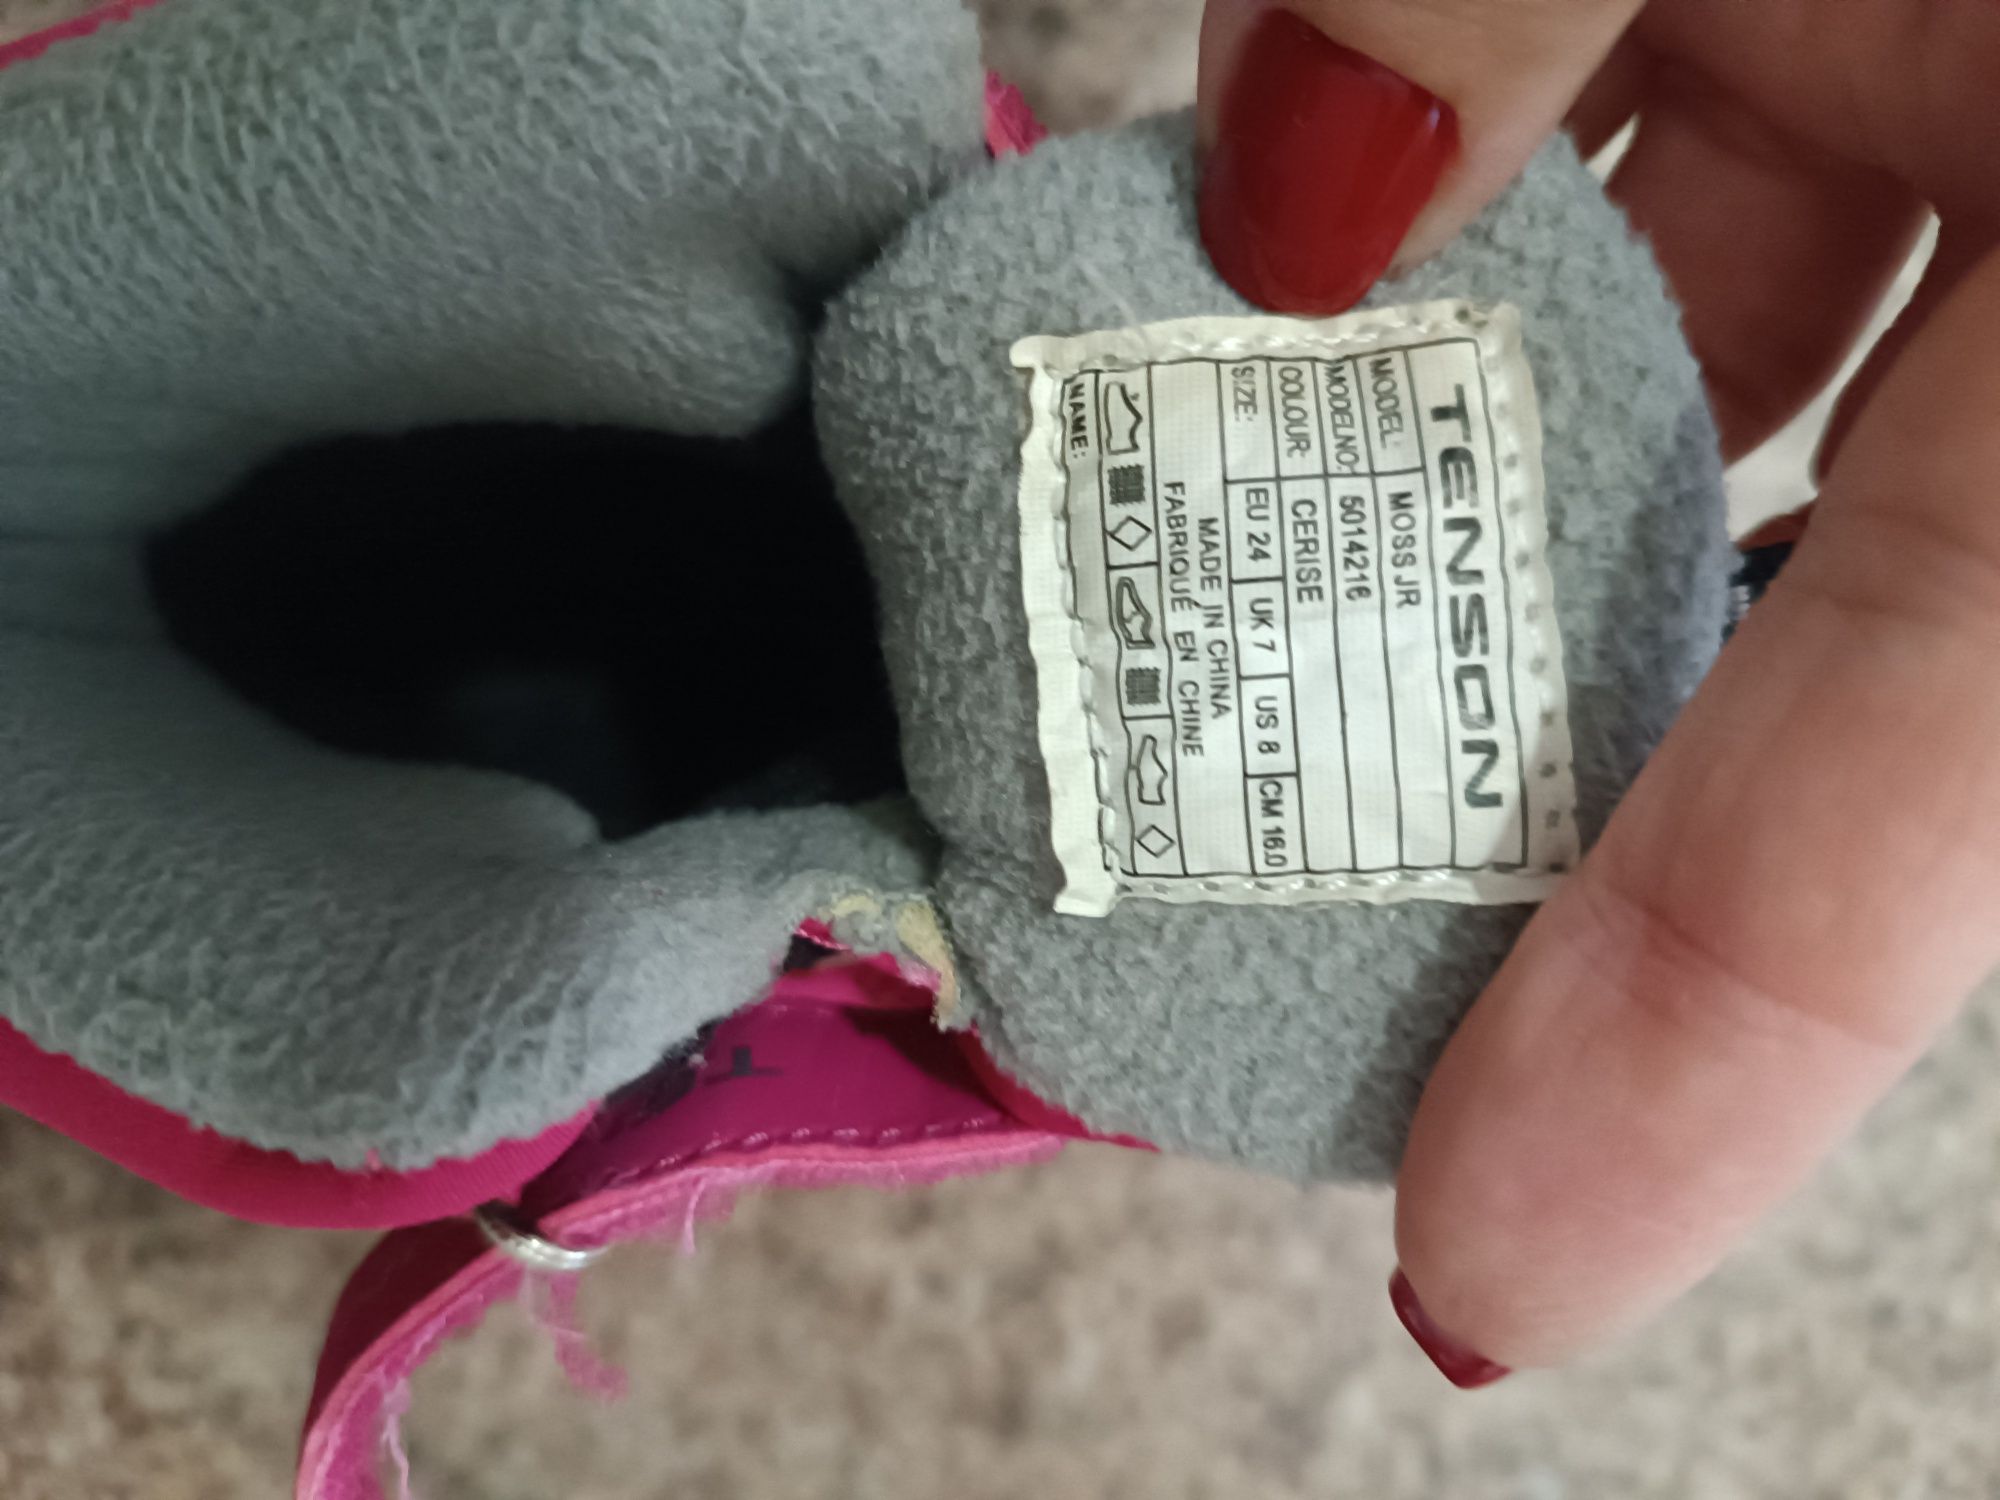 TENSON
MODEL: MOSS JR
MODELNO: 5014216
COLOUR: CERISE
SIZE: EU 24 UK 7 US 8 CM 16.0
MADE IN CHINA
FABRIQUÉ EN CHINE
NAME: